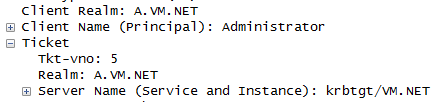 Client Realm: A.VM.NET
Client Name (Principal): Administrator
Ticket
Tkt-vno: 5
Realm: A.VM.NET
Server Name (Service and Instance): krbtgt/VM.NET